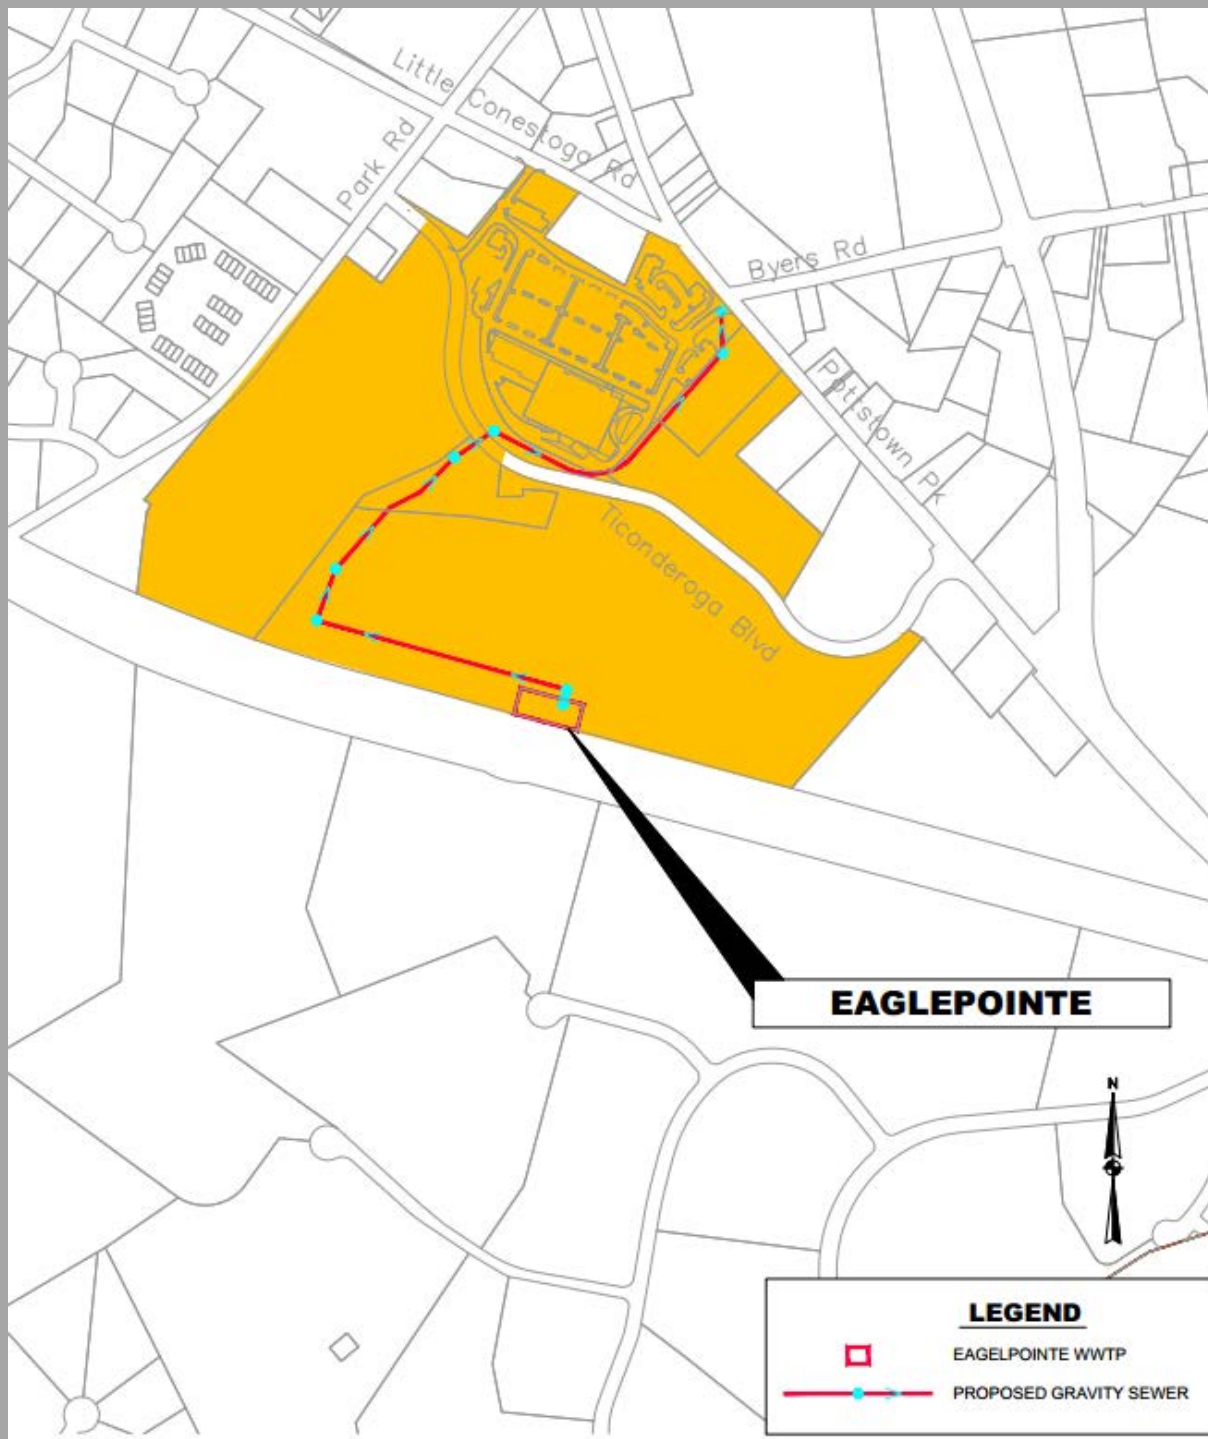 Little Conestoga Rd
Park Rd
Byers Rd
Pottstown Pk
Ticonderoga Blvd
EAGLEPOINTE
N
LEGEND
EAGELPOINTE WWTP
PROPOSED GRAVITY SEWER